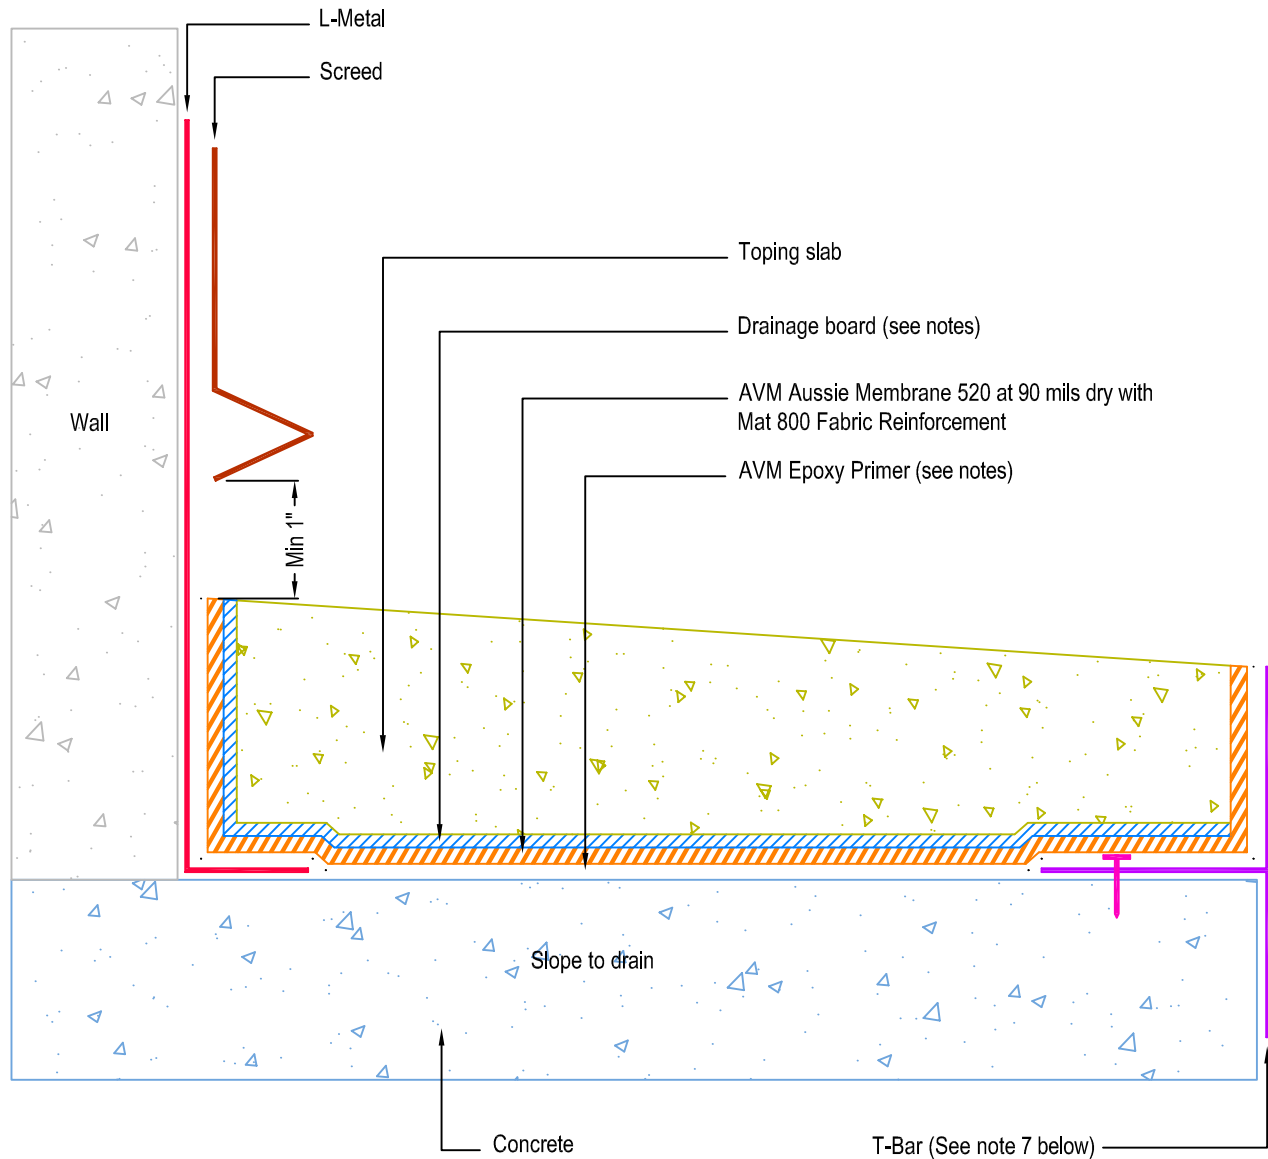 L-Metal
Screed
Toping slab
Drainage board (see notes)
AVM Aussie Membrane 520 at 90 mils dry with
Mat 800 Fabric Reinforcement
Wall
AVM Epoxy Primer (see notes)
Min 1"
Slope to drain
Concrete
T-Bar (See note 7 below)